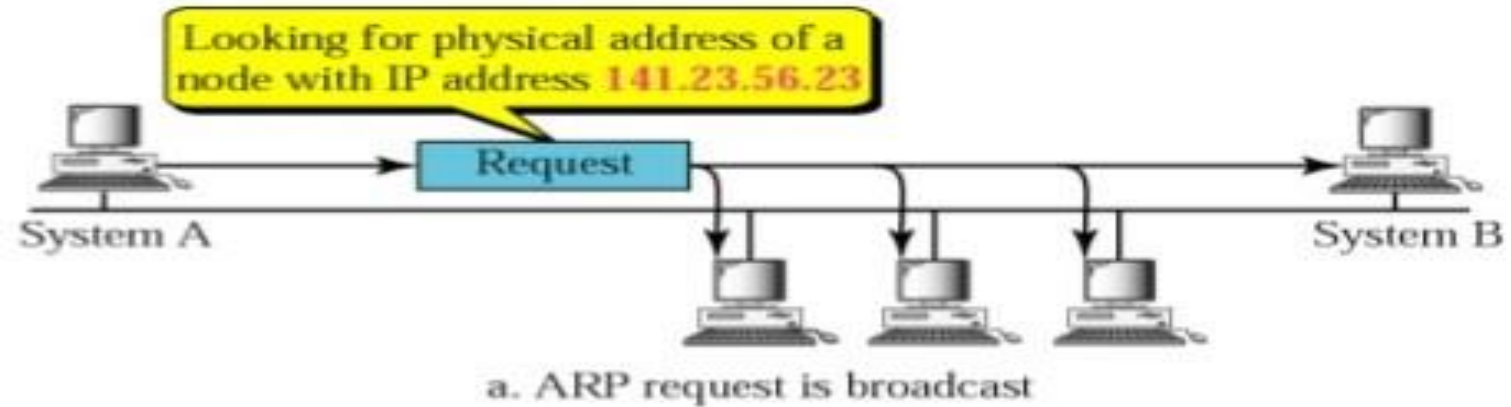 Looking for physical address of a
node with IP address 141.23.56.23
Request
System A
System B
a. ARP request is broadcast